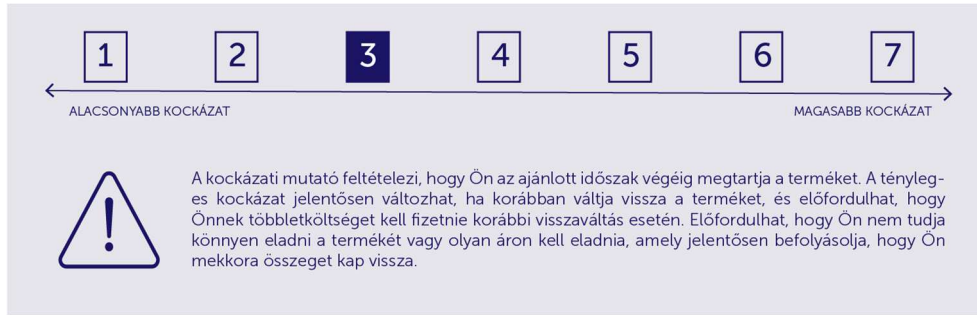 1 2 3 4 5 6 7
ALACSONYABB KOCKÁZAT MAGASABB KOCKÁZAT
A kockázati mutató feltételezi, hogy Ön az ajánlott időszak végéig megtartja a terméket. A tényleg-
es kockázat jelentősen változhat, ha korábban váltja vissza a terméket, és előfordulhat, hogy
Önnek többletköltséget kell fizetnie korábbi visszaváltás esetén. Előfordulhat, hogy Ön nem tudja
könnyen eladni a termékét vagy olyan áron kell eladnia, amely jelentősen befolyásolja, hogy Ön
mekkora összeget kap vissza.